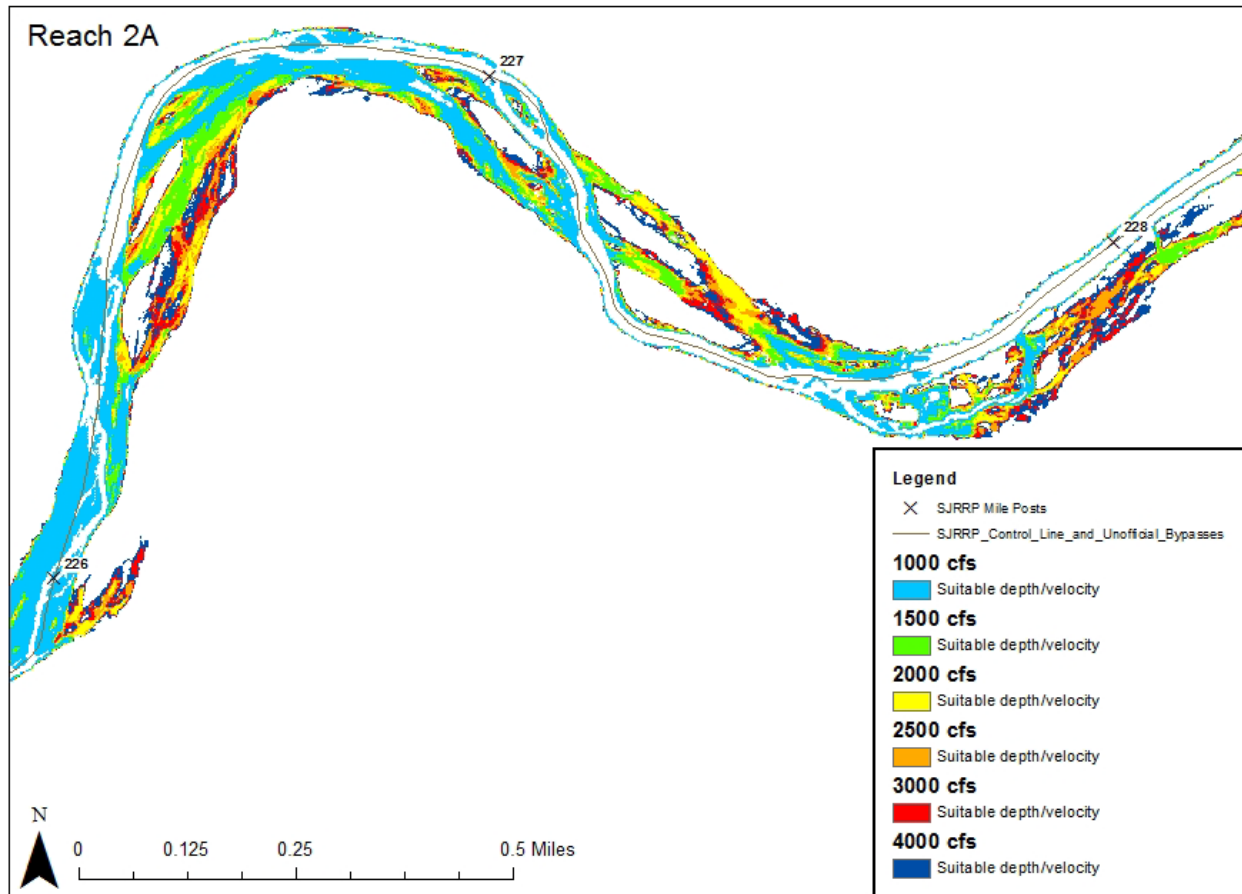 Reach 2A
227
228
226
Legend
SJRRP Mile Posts
SJRRP_Control_Line_and_Unofficial_Bypasses
1000 cfs
Suitable depth/velocity
1500 cfs
Suitable depth/velocity
2000 cfs
Suitable depth/velocity
2500 cfs
Suitable depth/velocity
3000 cfs
Suitable depth/velocity
4000 cfs
Suitable depth/velocity
N
0 0.125 0.25 0.5 Miles